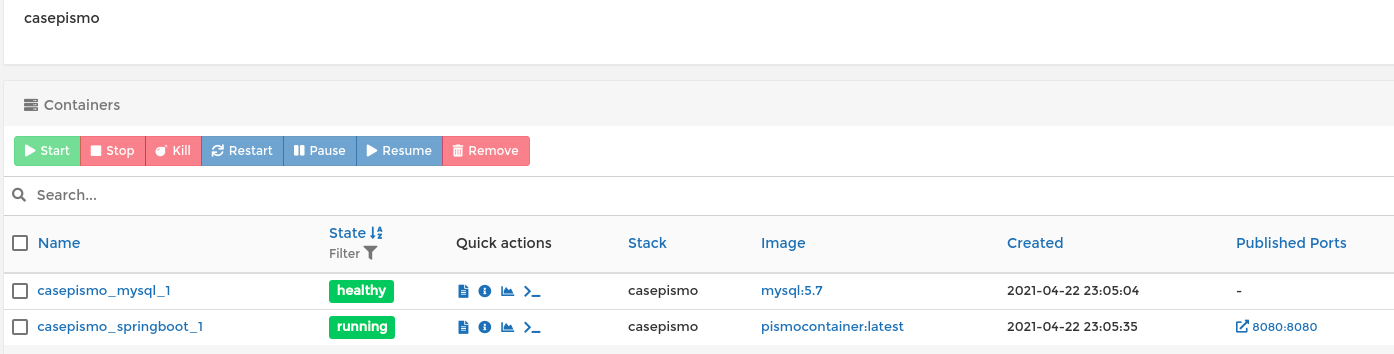 casepismo
Containers
Start Stop Kill Restart Pause Resume Remove
Search...
Name State Filter Quick actions Stack Image Created Published Ports
casepismo_mysql_1 healthy casepismo mysql:5.7 2021-04-22 23:05:04 -
casepismo_springboot_1 running casepismo pismocontainer:latest 2021-04-22 23:05:35 8080:8080